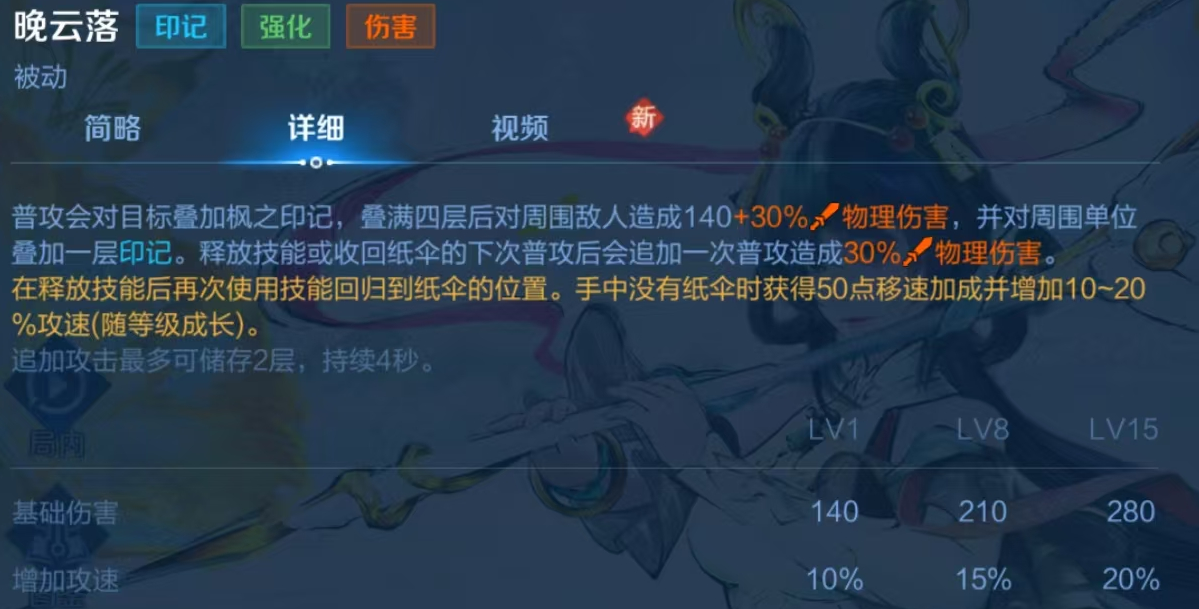 晚云落 印记 强化 伤害
被动
简略 详细 视频 新
普攻会对目标叠加枫之印记，叠满四层后对周围敌人造成140+30%物理伤害，并对周围单位
叠加一层印记。释放技能或收回纸伞的下次普攻后会追加一次普攻造成30%物理伤害。
在释放技能后再次使用技能回归到纸伞的位置。手中没有纸伞时获得50点移速加成并增加10~20
%攻速(随等级成长)。
追加攻击最多可储存2层，持续4秒。
局内
LV1 LV8 LV15
基础伤害 140 210 280
增加攻速 10% 15% 20%